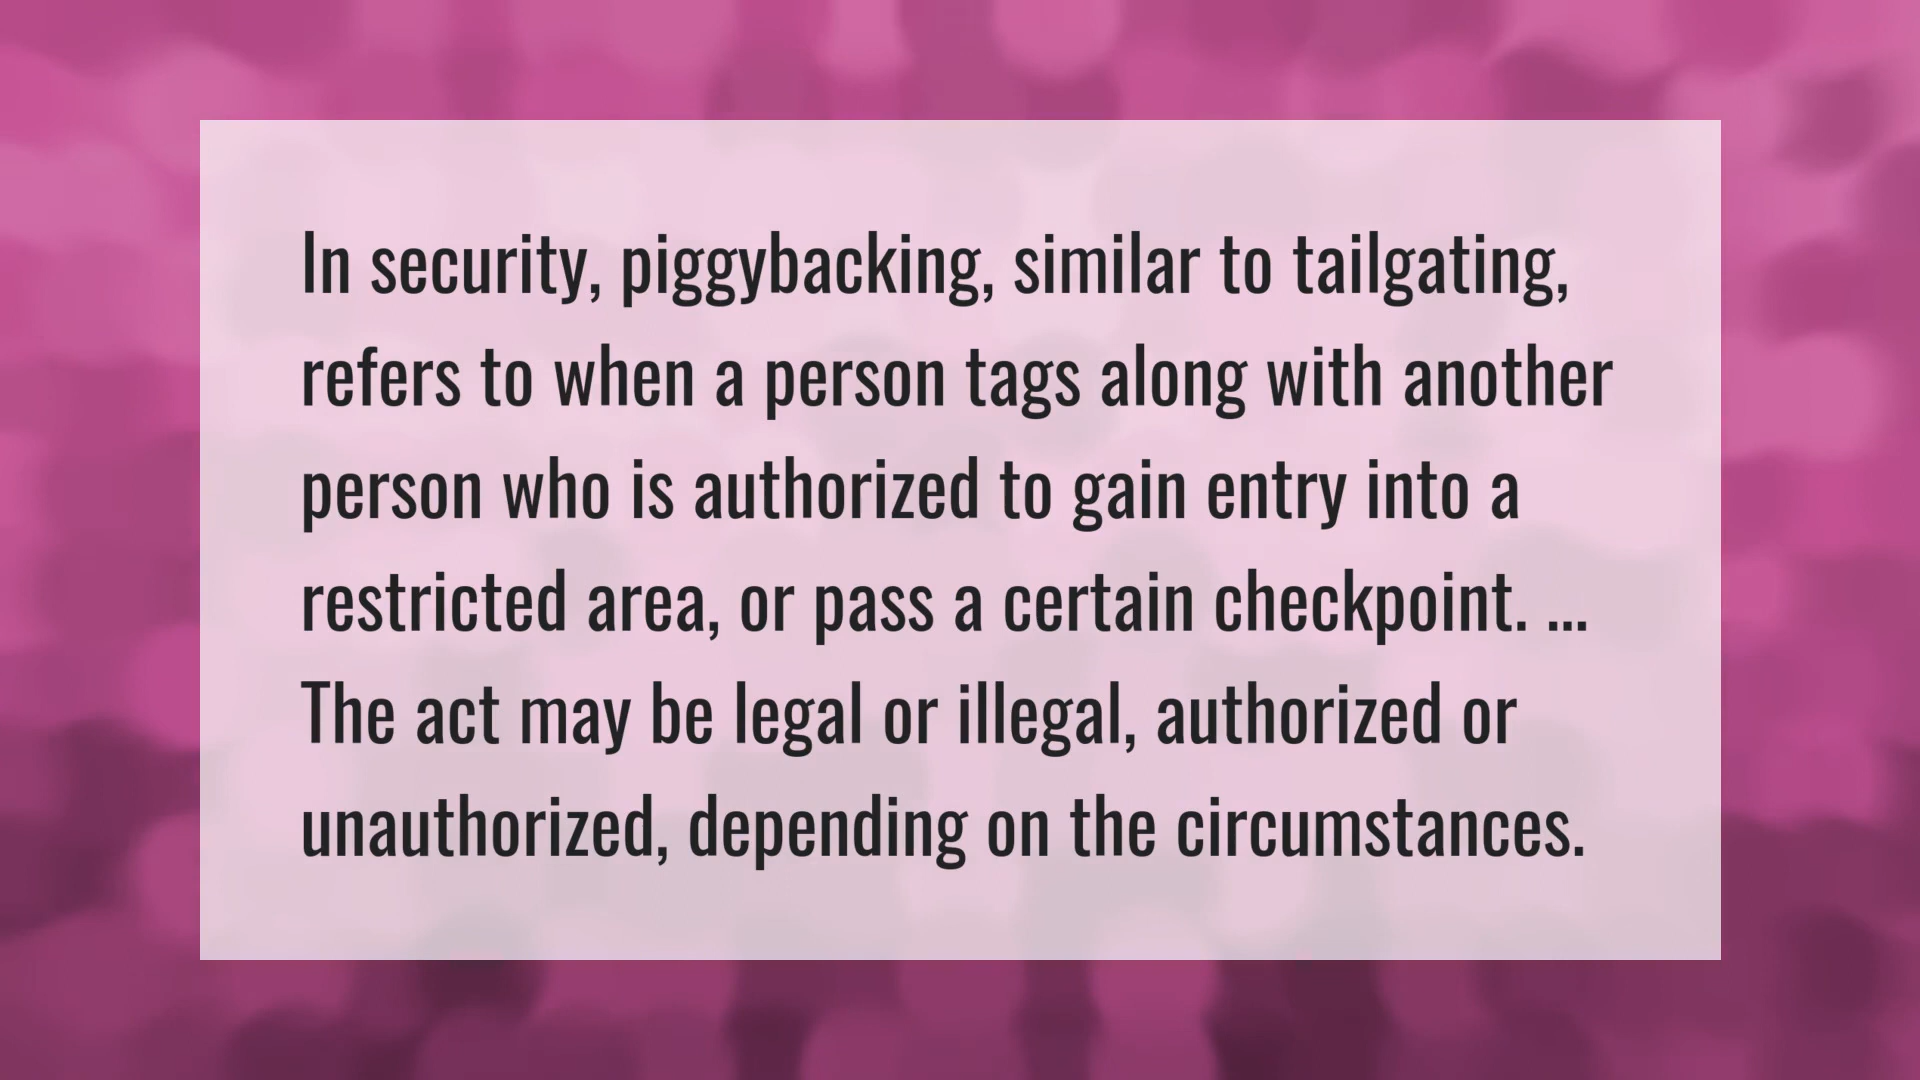 In security, piggybacking, similar to tailgating,
refers to when a person tags along with another
person who is authorized to gain entry into a
restricted area, or pass a certain checkpoint. ...
The act may be legal or illegal, authorized or
unauthorized, depending on the circumstances.